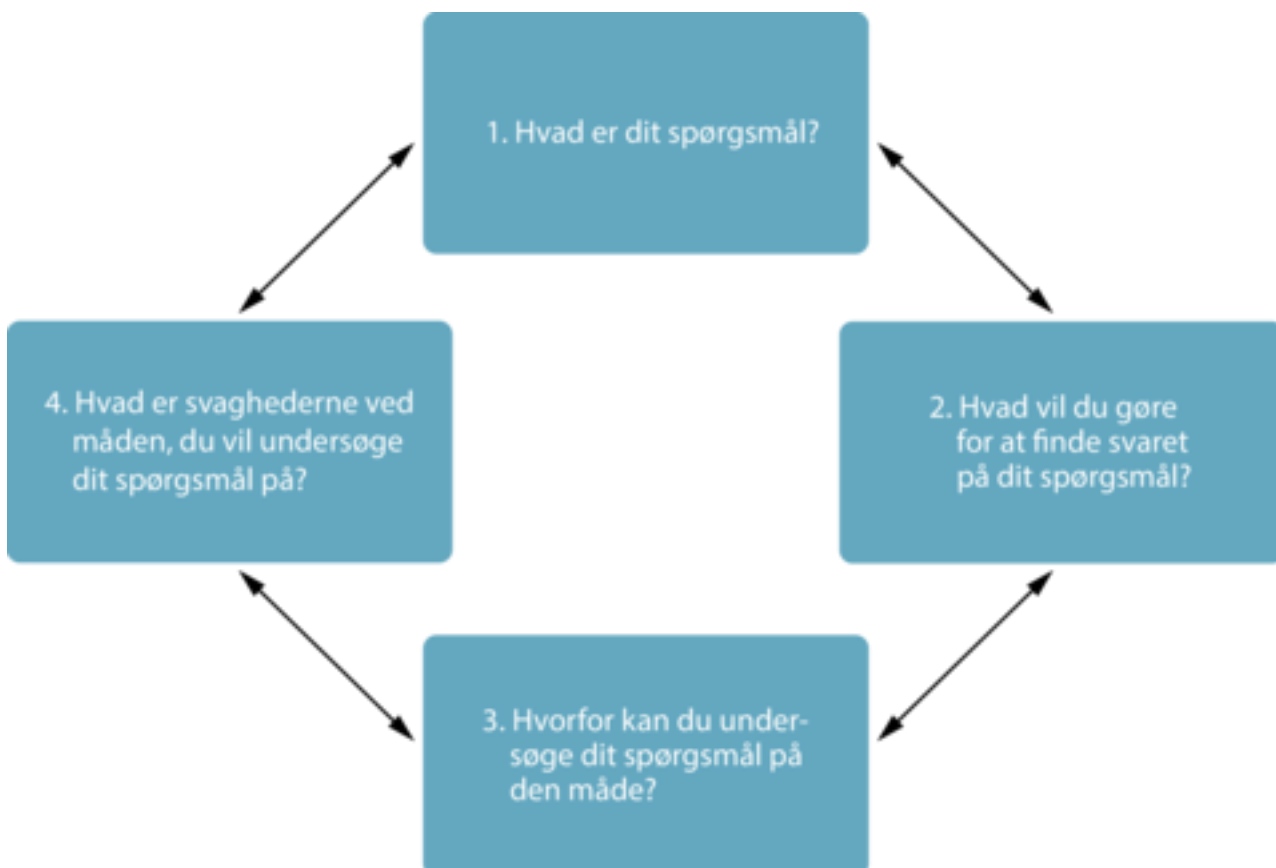 1. Hvad er dit spørgsmål?
2. Hvad vil du gøre
for at finde svaret
på dit spørgsmål?
3. Hvorfor kan du under-
søge dit spørgsmål på
den måde?
4. Hvad er svaghederne ved
måden, du vil undersøge
dit spørgsmål på?